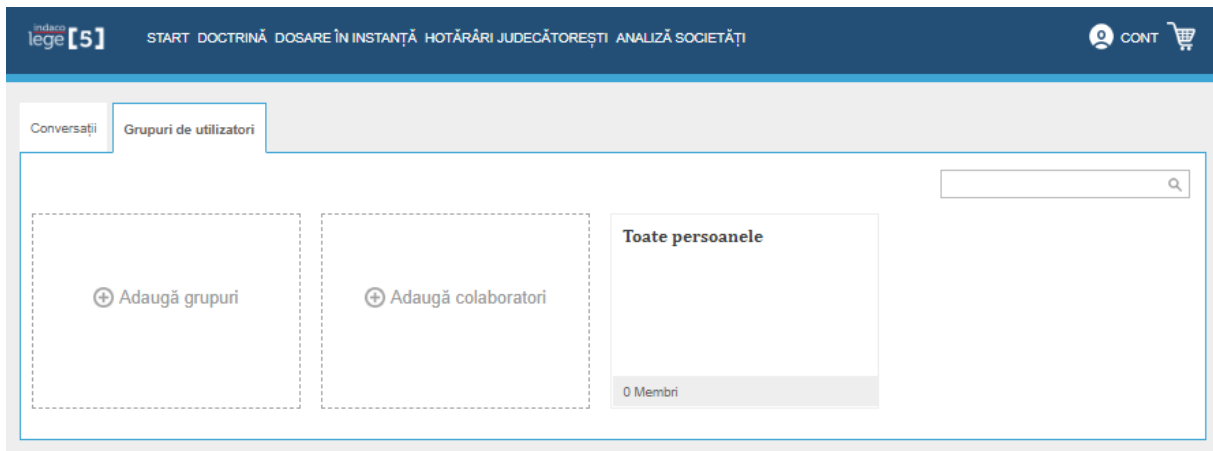 indaco
lege [5]
START DOCTRINĂ DOSARE ÎN INSTANȚĂ HOTĂRÂRI JUDECĂTOREȘTI ANALIZĂ SOCIETĂȚI
CONT
Conversații
Grupuri de utilizatori
Adaugă grupuri
Adaugă colaboratori
Toate persoanele
0 Membri